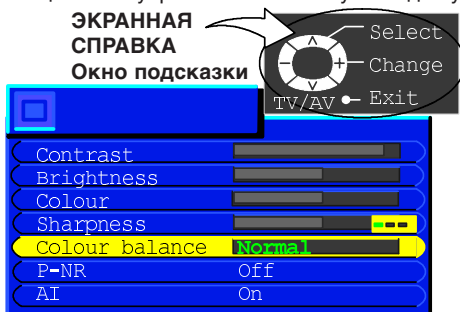 ЭКРАННАЯ
СПРАВКА
Окно подсказки
Select
Change
TV/AV Exit
Contrast
Brightness
Colour
Sharpness
Colour balance Normal
P-NR Off
AI On